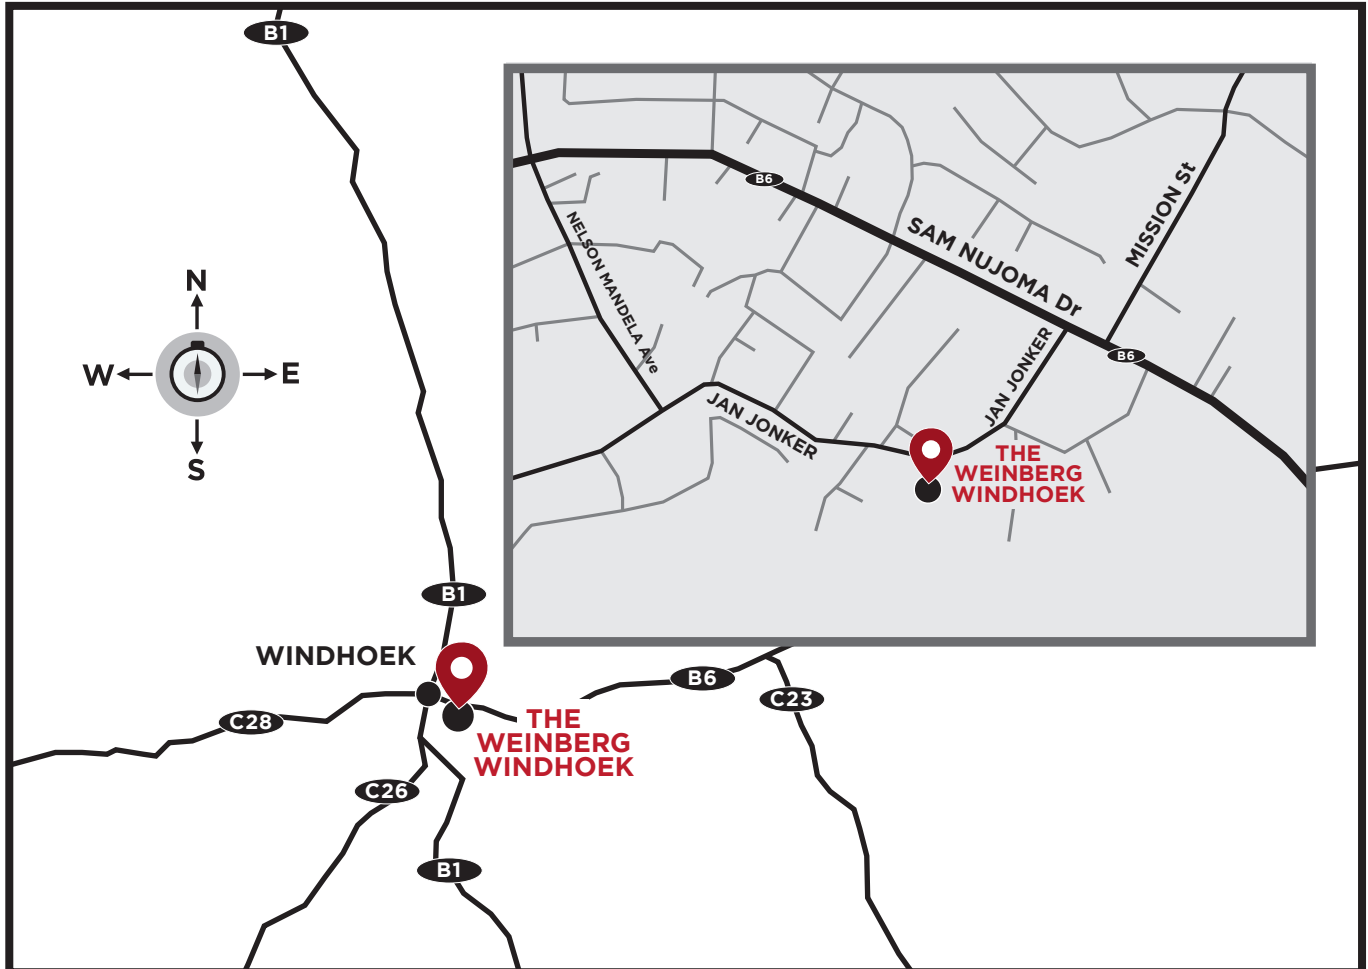 B1
B6
SAM NUJOMA Dr
MISSION St
NELSON MANDELA Ave
B6
JAN JONKER
JAN JONKER
THE
WEINBERG
WINDHOEK
N
W
E
S
B1
WINDHOEK
B6
C23
C28
THE
WEINBERG
WINDHOEK
C26
B1